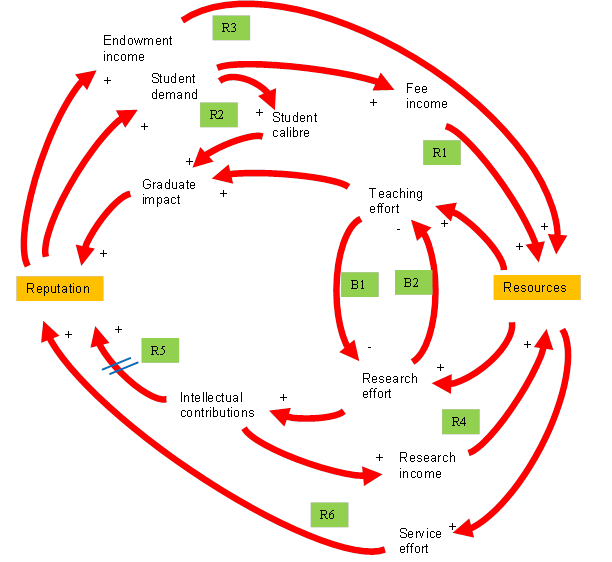 R3
Endowment
income
+
Student
demand
+
R2
+
Student
calibre
Fee
income
+
R1
+
Graduate
impact
+
Teaching
effort
-
+
+
+
+
Reputation
B1
B2
Resources
+
+
R5
-
+
+
Research
effort
Intellectual
contributions
+
R4
+
Research
income
R6
Service
effort
+